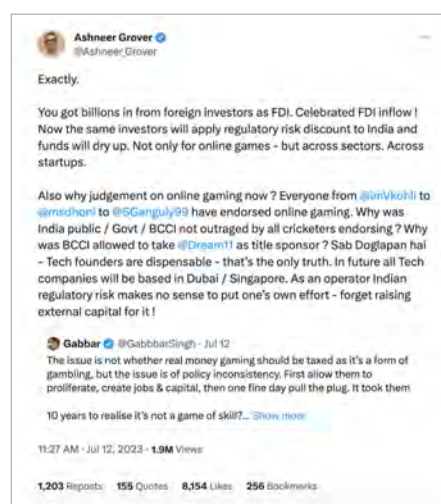 Ashneer Grover
@Ashneer_Grover
Exactly.
You got billions in from foreign investors as FDI. Celebrated FDI inflow !
Now the same investors will apply regulatory risk discount to India and
funds will dry up. Not only for online games - but across sectors. Across
startups.
Also why judgement on online gaming now ? Everyone from @imVkohli to
@msdhoni to @SGanguly99 have endorsed online gaming. Why was
India public / Govt / BCCI not outraged by all cricketers endorsing ? Why
was BCCI allowed to take @Dream11 as title sponsor ? Sab Doglapan hai
- Tech founders are dispensable - that's the only truth. In future all Tech
companies will be based in Dubai / Singapore. As an operator Indian
regulatory risk makes no sense to put one's own effort - forget raising
external capital for it !
Gabbar @GabbbarSingh · Jul 12
The issue is not whether real money gaming should be taxed as it's a form of
gambling, but the issue is of policy inconsistency. First allow them to
proliferate, create jobs & capital, then one fine day pull the plug. It took them
10 years to realise it's not a game of skill?... Show more
11:27 AM · Jul 12, 2023 · 1.9M Views
1,203 Reposts 155 Quotes 8,154 Likes 256 Bookmarks